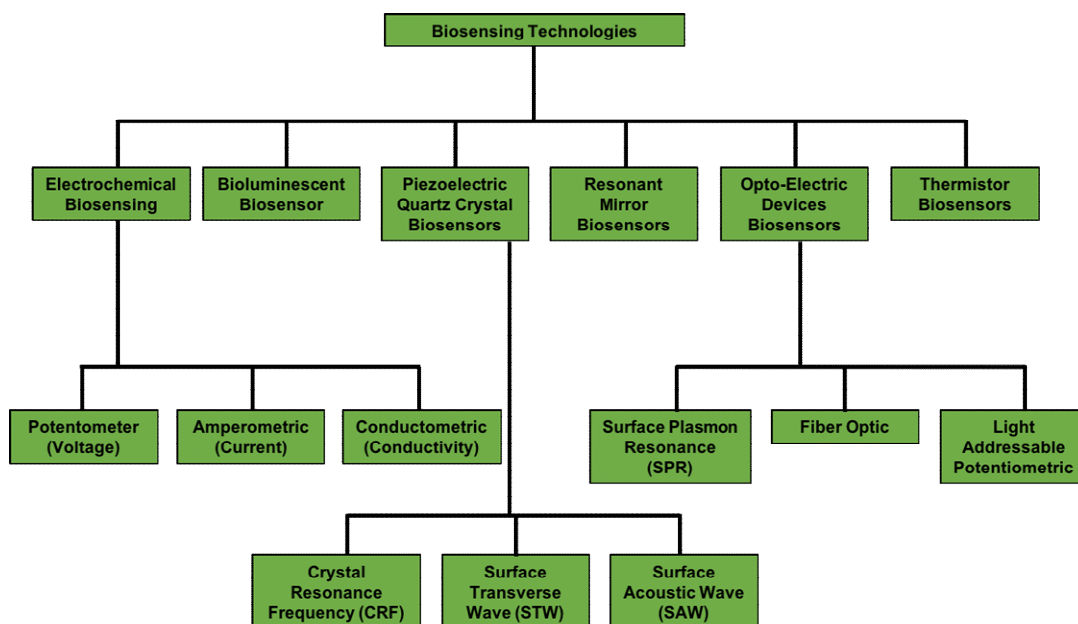 Biosensing Technologies
Electrochemical
Biosensing
Bioluminescent
Biosensor
Piezoelectric
Quartz Crystal
Biosensors
Resonant
Mirror
Biosensors
Opto-Electric
Devices
Biosensors
Thermistor
Biosensors
Potentometer
(Voltage)
Amperometric
(Current)
Conductometric
(Conductivity)
Surface Plasmon
Resonance
(SPR)
Fiber Optic
Light
Addressable
Potentiometric
Crystal
Resonance
Frequency (CRF)
Surface
Transverse
Wave (STW)
Surface
Acoustic Wave
(SAW)